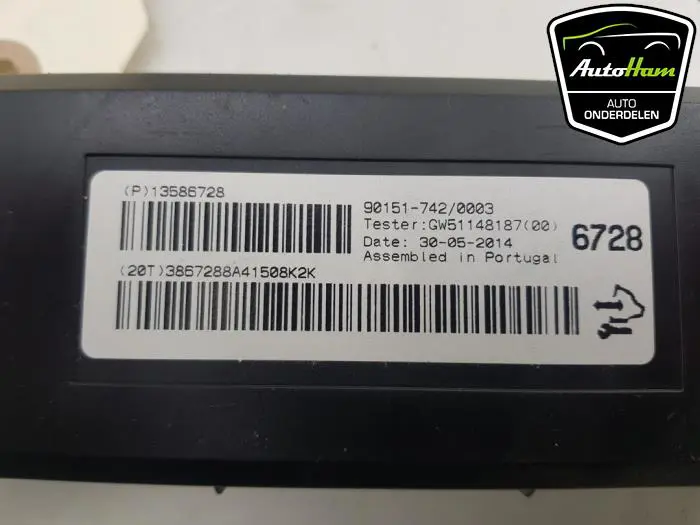 AutoHam
AUTO
ONDERDELEN
(P)13586728
90151-742/0003
Tester:GW51148187(00)
Date: 30-05-2014
Assembled in Portugal
6728
(20T)3867288A41508K2K